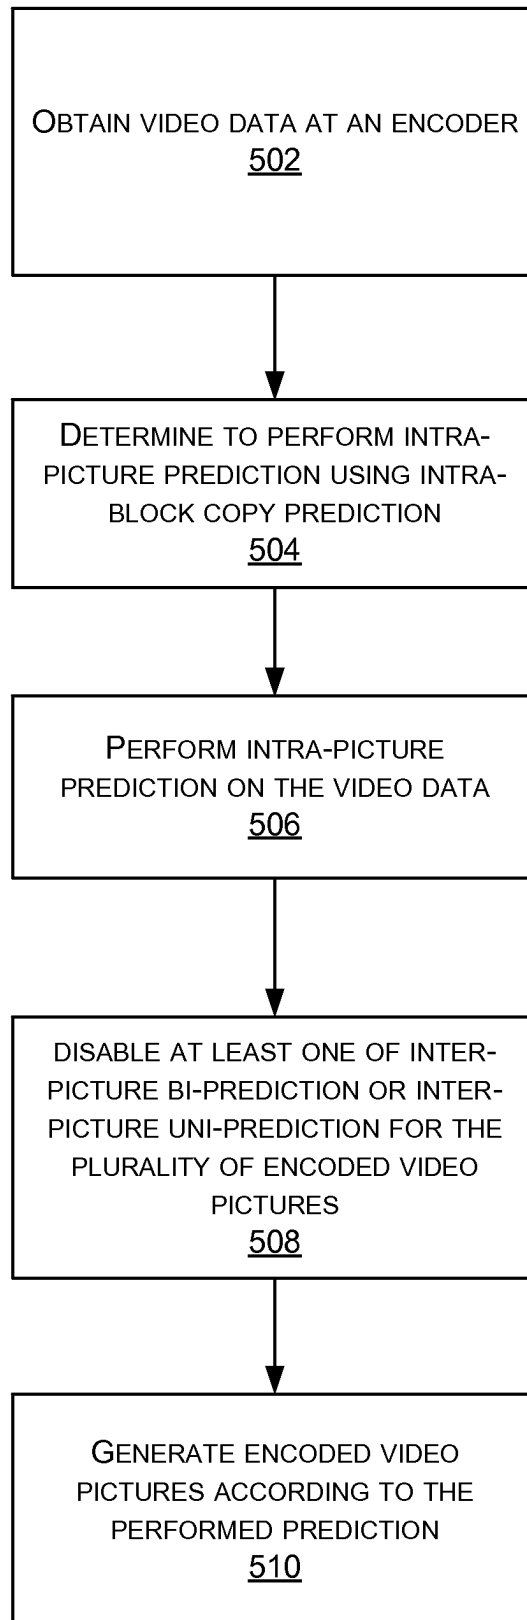 OBTAIN VIDEO DATA AT AN ENCODER
502
DETERMINE TO PERFORM INTRA-
PICTURE PREDICTION USING INTRA-
BLOCK COPY PREDICTION
504
PERFORM INTRA-PICTURE
PREDICTION ON THE VIDEO DATA
506
DISABLE AT LEAST ONE OF INTER-
PICTURE BI-PREDICTION OR INTER-
PICTURE UNI-PREDICTION FOR THE
PLURALITY OF ENCODED VIDEO
PICTURES
508
GENERATE ENCODED VIDEO
PICTURES ACCORDING TO THE
PERFORMED PREDICTION
510